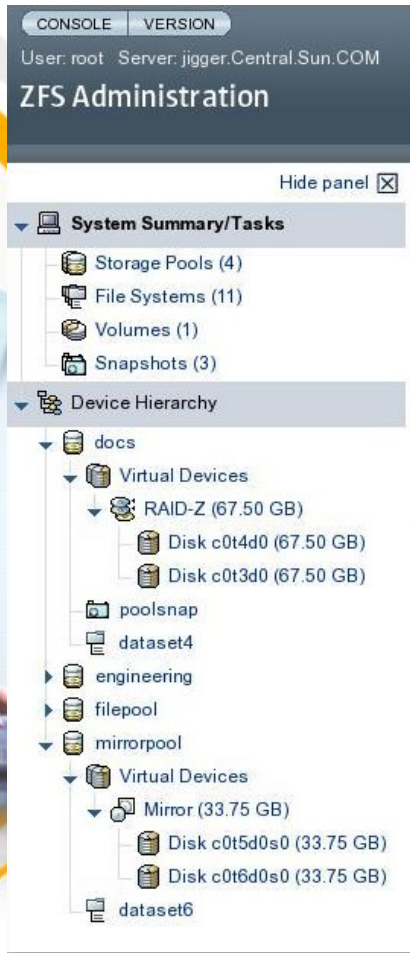 CONSOLE VERSION
User: root Server: jigger.Central.Sun.COM
ZFS Administration
Hide panel
System Summary/Tasks
Storage Pools (4)
File Systems (11)
Volumes (1)
Snapshots (3)
Device Hierarchy
docs
Virtual Devices
RAID-Z (67.50 GB)
Disk c0t4d0 (67.50 GB)
Disk c0t3d0 (67.50 GB)
poolsnap
dataset4
engineering
filepool
mirrorpool
Virtual Devices
Mirror (33.75 GB)
Disk c0t5d0s0 (33.75 GB)
Disk c0t6d0s0 (33.75 GB)
dataset6